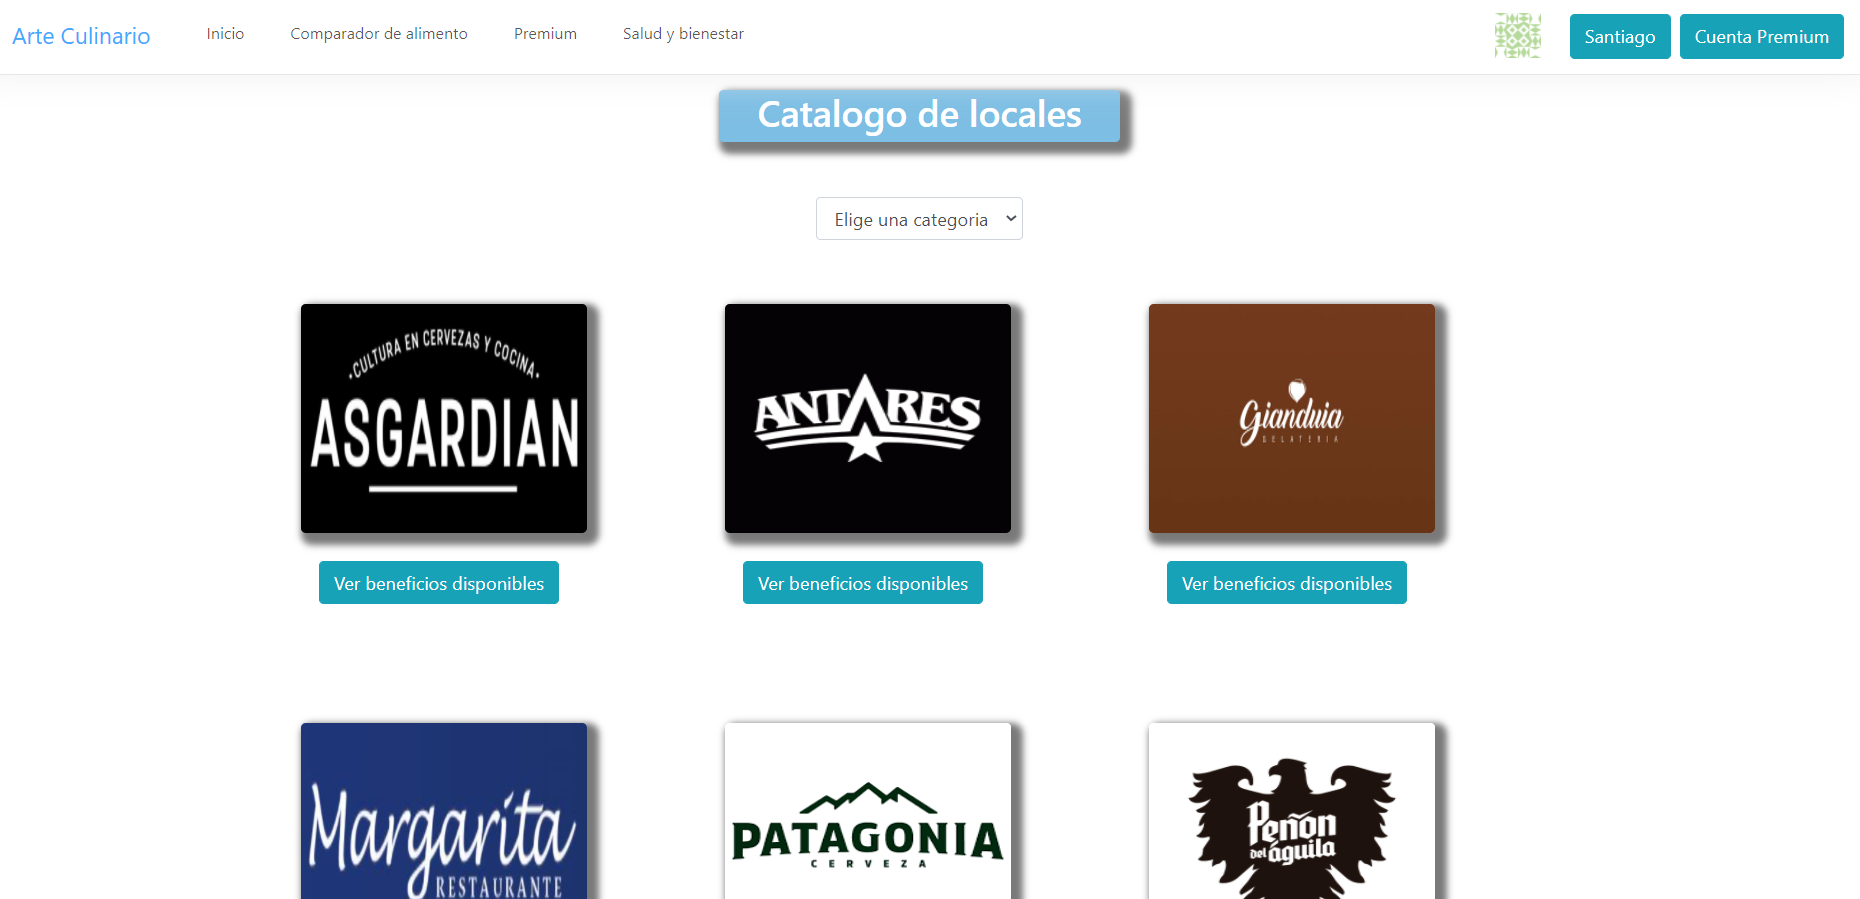 Arte Culinario
Inicio
Comparador de alimento
Premium
Salud y bienestar
Santiago
Cuenta Premium
Catalogo de locales
Elige una categoria
·CULTURA EN CERVEZAS Y COCINA.
ASGARDIAN
ANTARES
Gianduia
GELATERIA
Ver beneficios disponibles
Ver beneficios disponibles
Ver beneficios disponibles
Margarita
RESTAURANTE
PATAGONIA
CERVEZA
Peñón
del águila